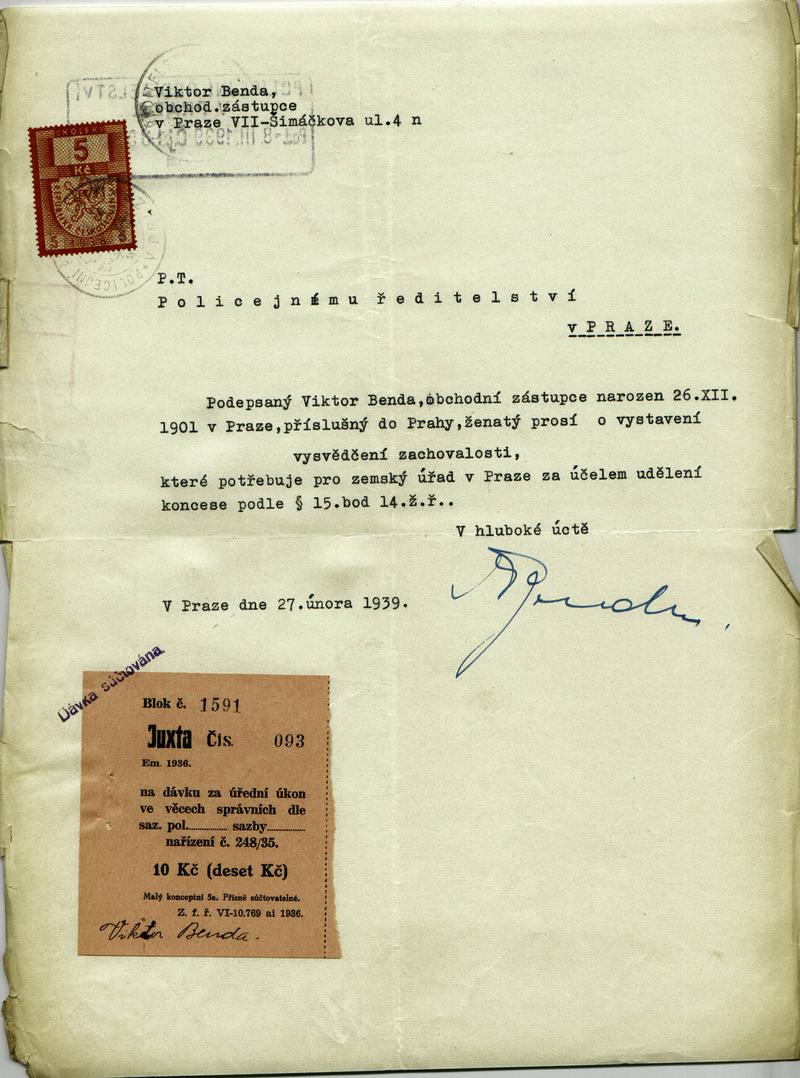 Viktor Benda,
obchod.zástupce
v Praze VII-Šimáčkova ul.4 n
KOLEK
5
Kč
P.T.
Policejnímu ředitelství
v PRAZE.
Podepsaný Viktor Benda,obchodní zástupce narozen 26.XII.
1901 v Praze,příslušný do Prahy,ženatý prosí o vystavení
vysvědčení zachovalosti,
které potřebuje pro zemský úřad v Praze za účelem udělení
koncese podle § 15.bod 14.ž.ř..
V hluboké úctě
Benda
V Praze dne 27.února 1939.
Dávka súčtována.
Blok č. 1591
Juxta Čís. 093
Em. 1936.
na dávku za úřední úkon
ve věcech správních dle
saz. pol. ........... sazby ...........
nařízení č. 248/35.
10 Kč (deset Kč)
Malý konceptní 5a. Přísně súčtovatelné.
Z. f. ř. VI-10.769 ai 1936.
Viktor Benda.